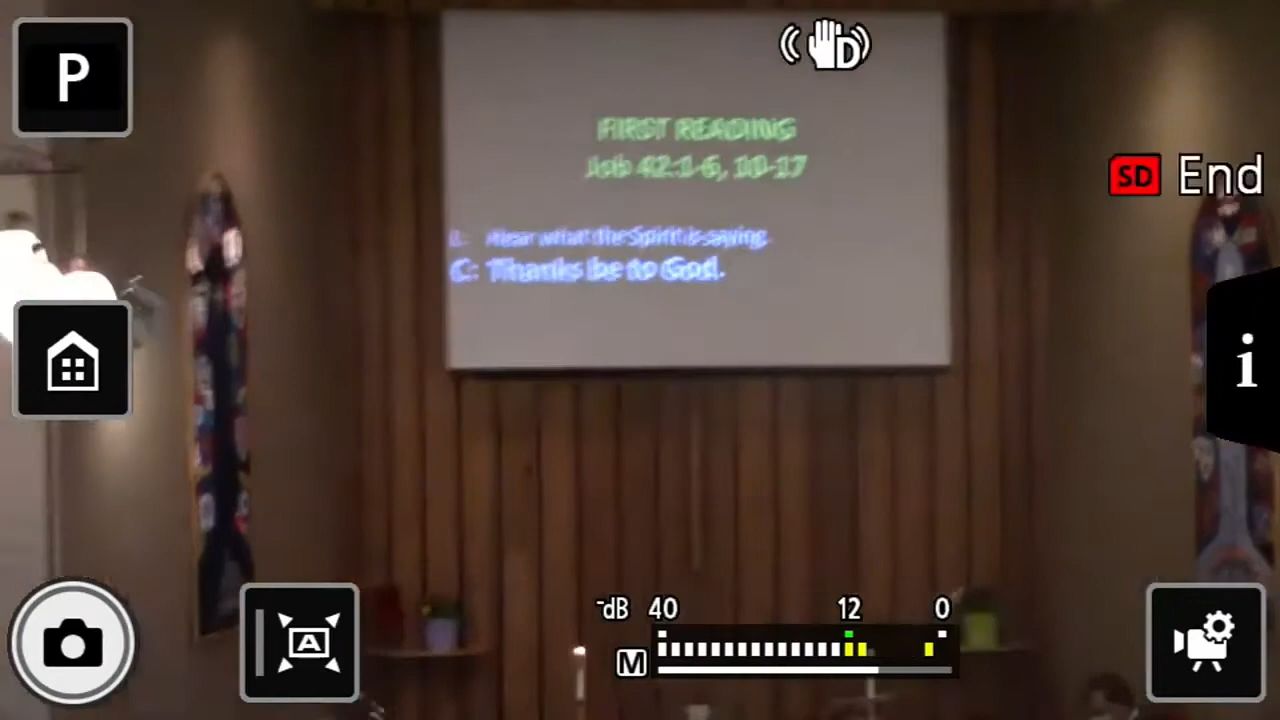 P
SD End
FIRST READING
Job 42:1-6, 10-17
L: Hear what the Spirit is saying.
C: Thanks be to God.
i
A
-dB 40 12 0
M
D